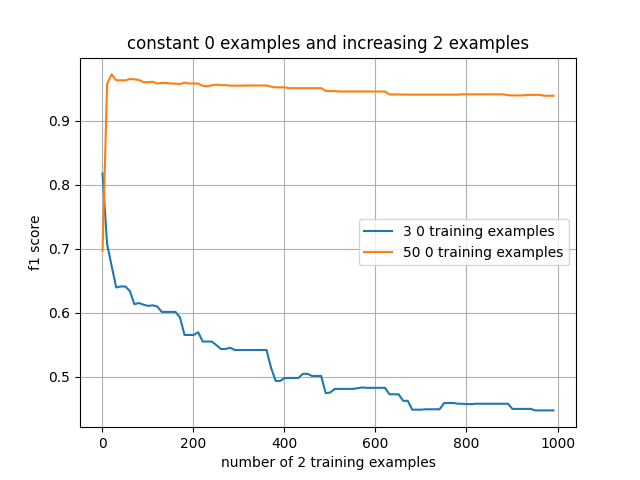 constant 0 examples and increasing 2 examples
0.9
0.8
0.7
0.6
0.5
f1 score
3 0 training examples
50 0 training examples
0 200 400 600 800 1000
number of 2 training examples